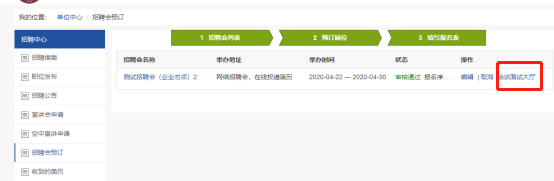 我的位置: 单位中心 / 招聘会预订
招聘中心
1 招聘会列表 2 预订展位 3 填写报名表
招聘指南
职位发布
招聘公告
宣讲会申请
空中宣讲申请
招聘会预订
收到的简历
招聘会名称 举办地址 举办时间 状态 操作
测试招聘会（企业勿点）2 网络招聘会，在线投递简历 2020-04-22 — 2020-04-30 审核通过 报名序... 编辑 | 取消 洽谈面试大厅